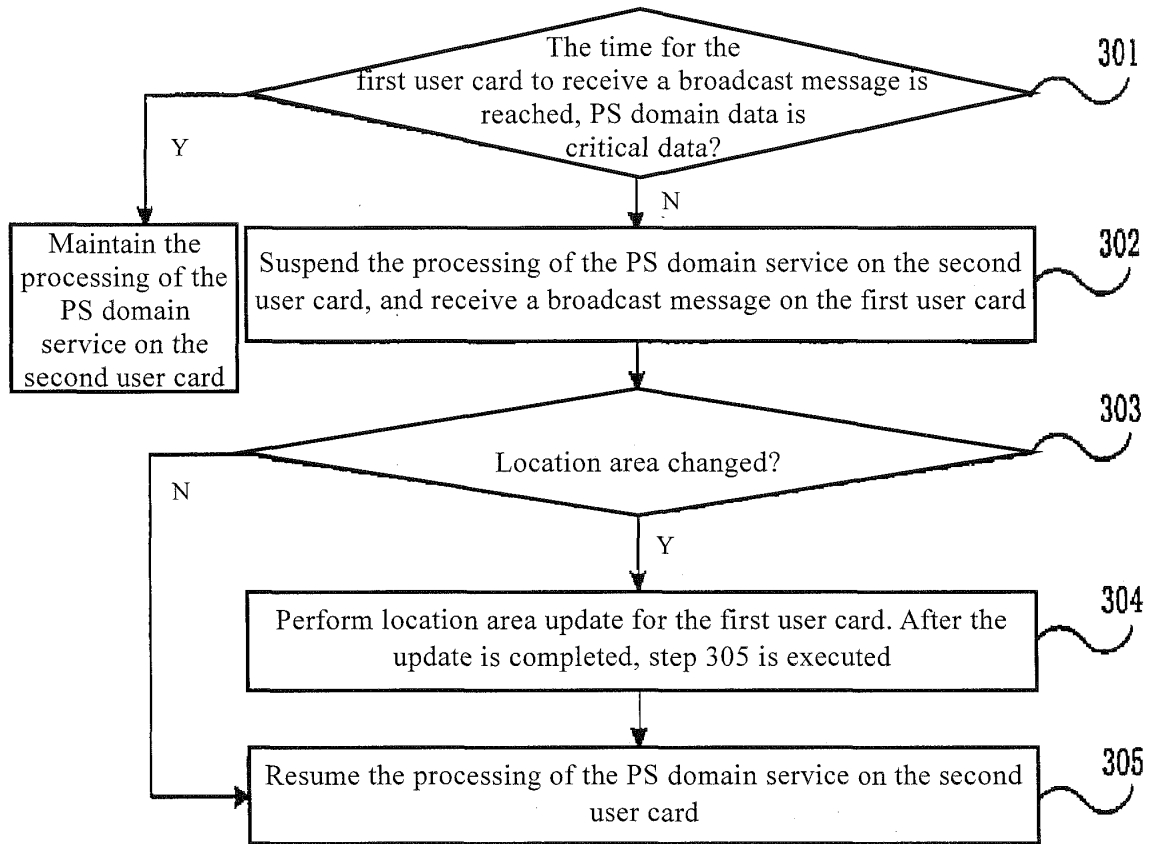 The time for the
first user card to receive a broadcast message is
reached, PS domain data is
critical data?
301
Y
N
Maintain the
processing of the
PS domain
service on the
second user card
Suspend the processing of the PS domain service on the second
user card, and receive a broadcast message on the first user card
302
Location area changed?
303
N
Y
Perform location area update for the first user card. After the
update is completed, step 305 is executed
304
Resume the processing of the PS domain service on the second
user card
305